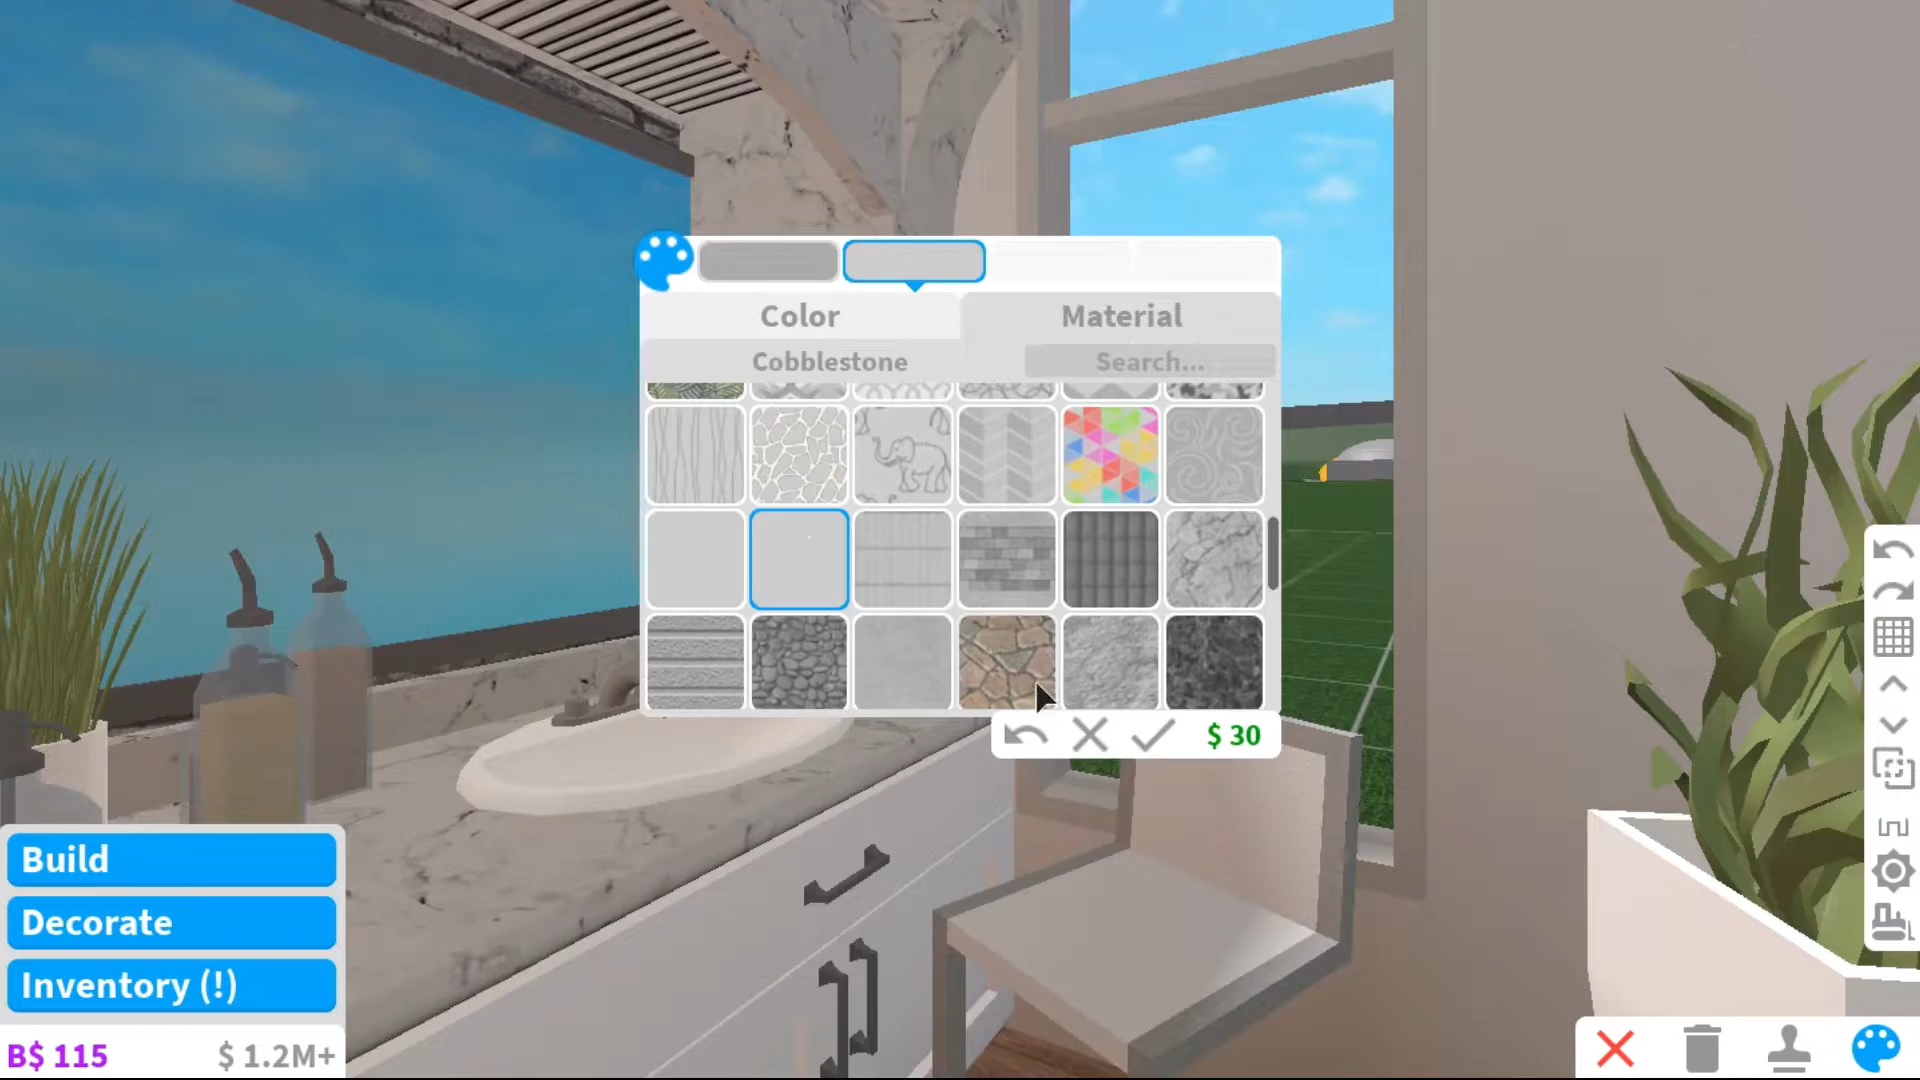 Color
Material
Cobblestone
Search...
$ 30
Build
Decorate
Inventory (!)
B$ 115
$ 1.2M+